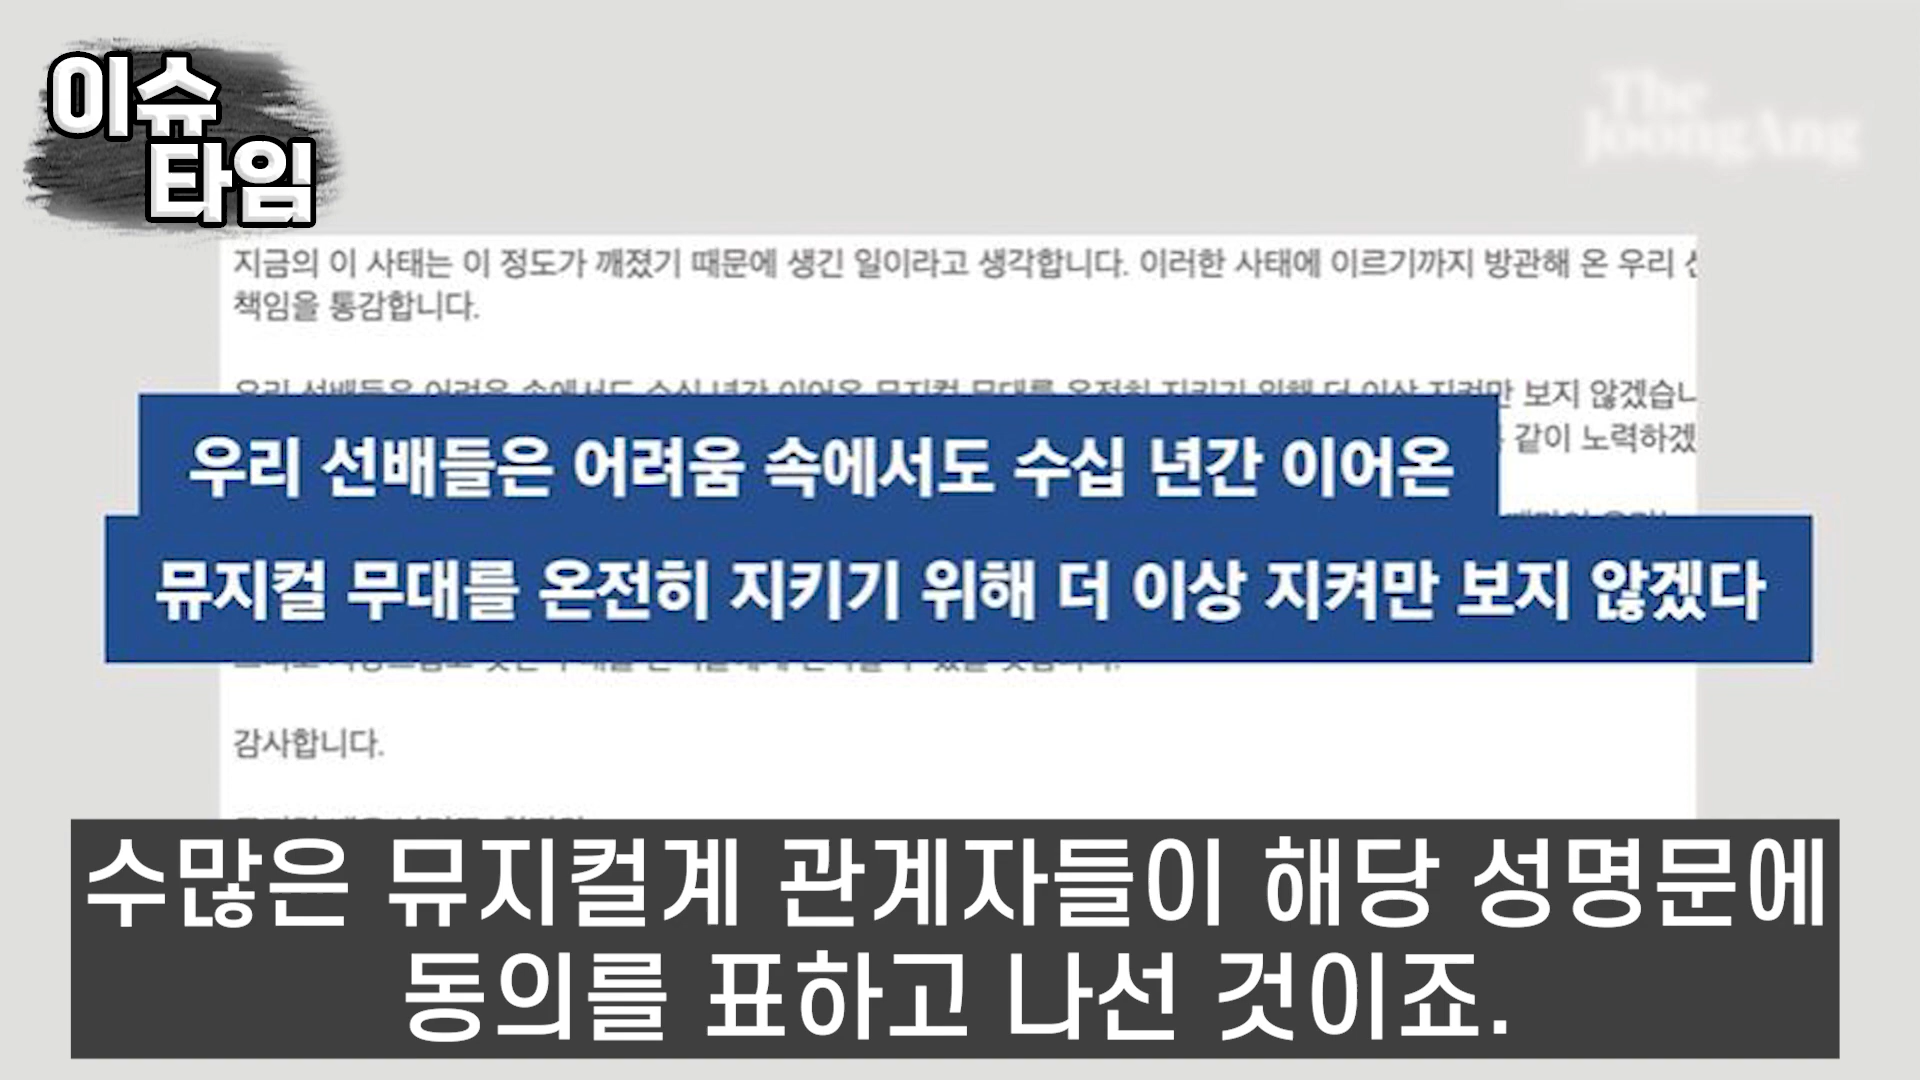 이슈
타임
The
JoongAng
지금의 이 사태는 이 정도가 깨졌기 때문에 생긴 일이라고 생각합니다. 이러한 사태에 이르기까지 방관해 온 우리
책임을 통감합니다.
보지 않겠습니
우리 선배들은 어려움 속에서도 수십 년간 이어온
같이 노력하겠
뮤지컬 무대를 온전히 지키기 위해 더 이상 지켜만 보지 않겠다
감사합니다.
수많은 뮤지컬계 관계자들이 해당 성명문에
동의를 표하고 나선 것이죠.